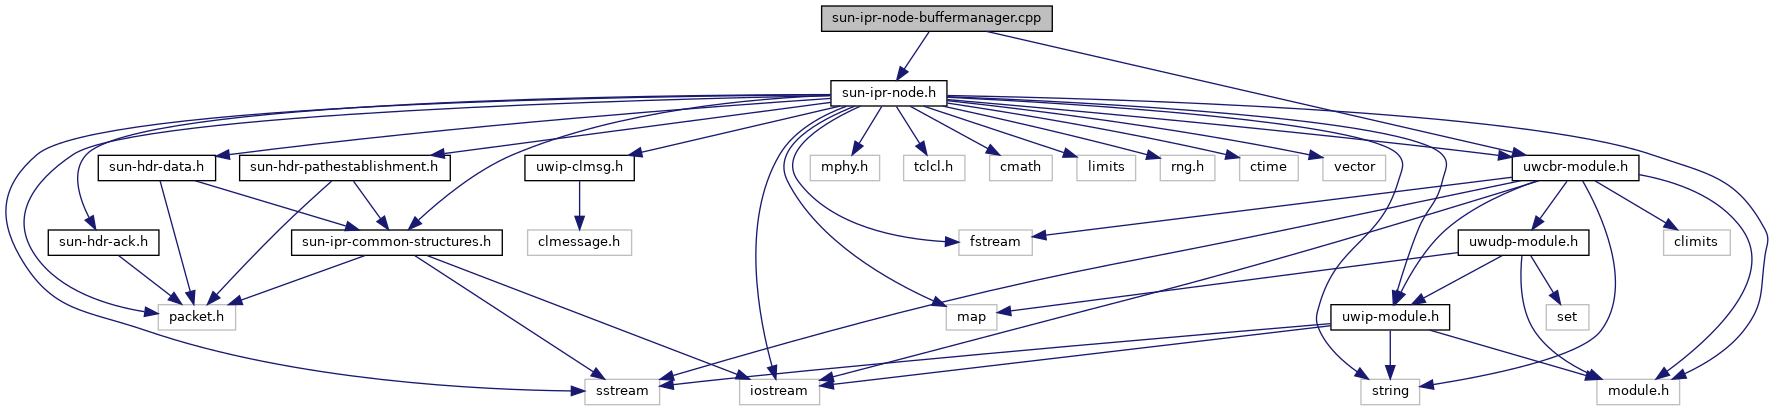 sun-ipr-node-buffermanager.cpp
sun-ipr-node.h
sun-hdr-data.h
sun-hdr-pathestablishment.h
uwip-clmsg.h
mphy.h
tclcl.h
cmath
limits
rng.h
ctime
vector
uwcbr-module.h
sun-hdr-ack.h
sun-ipr-common-structures.h
clmessage.h
fstream
uwudp-module.h
climits
packet.h
map
uwip-module.h
set
sstream
iostream
string
module.h